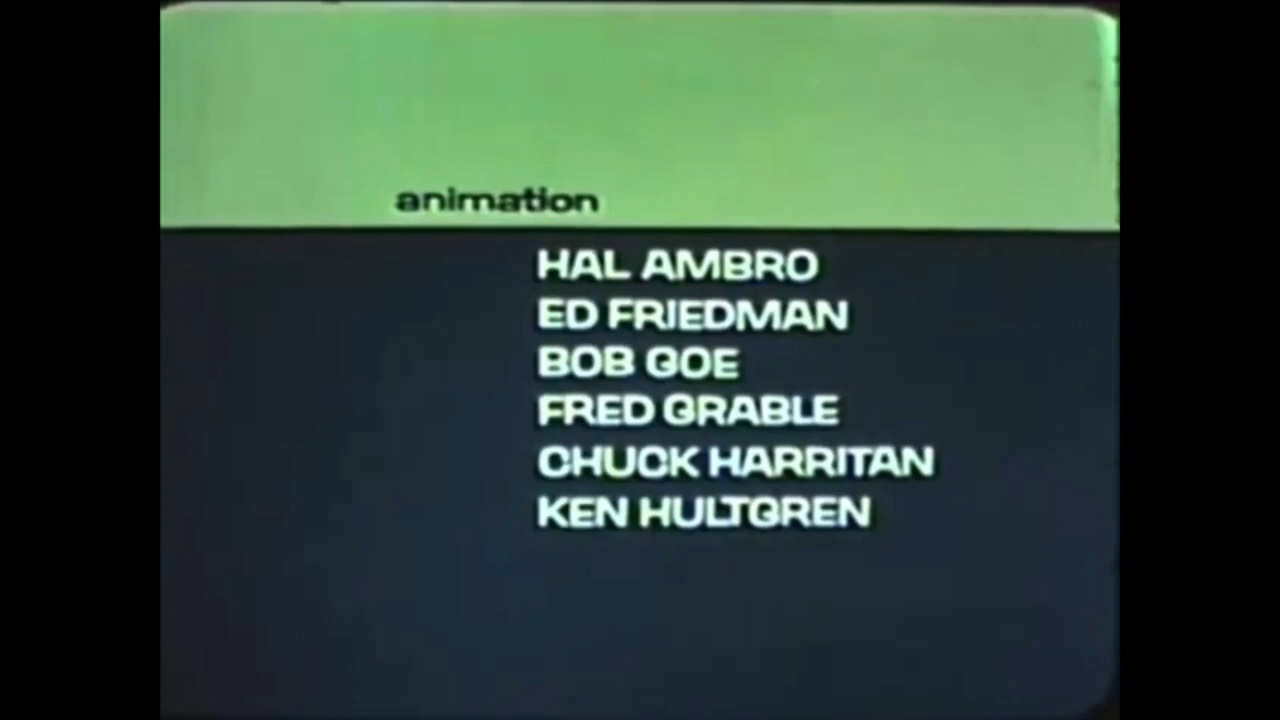 animation
HAL AMBRO
ED FRIEDMAN
BOB GOE
FRED GRABLE
CHUCK HARRITAN
KEN HULTGREN